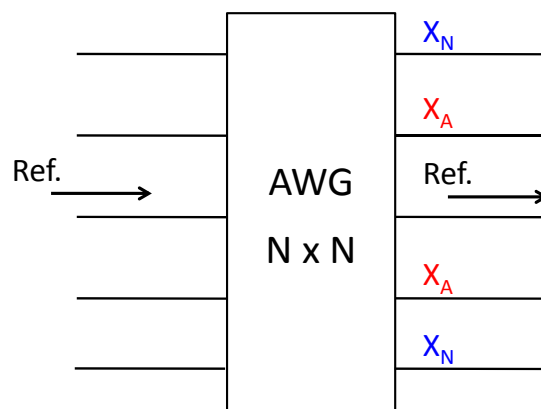 X_N
X_A
Ref.
AWG
N x N
Ref.
X_A
X_N